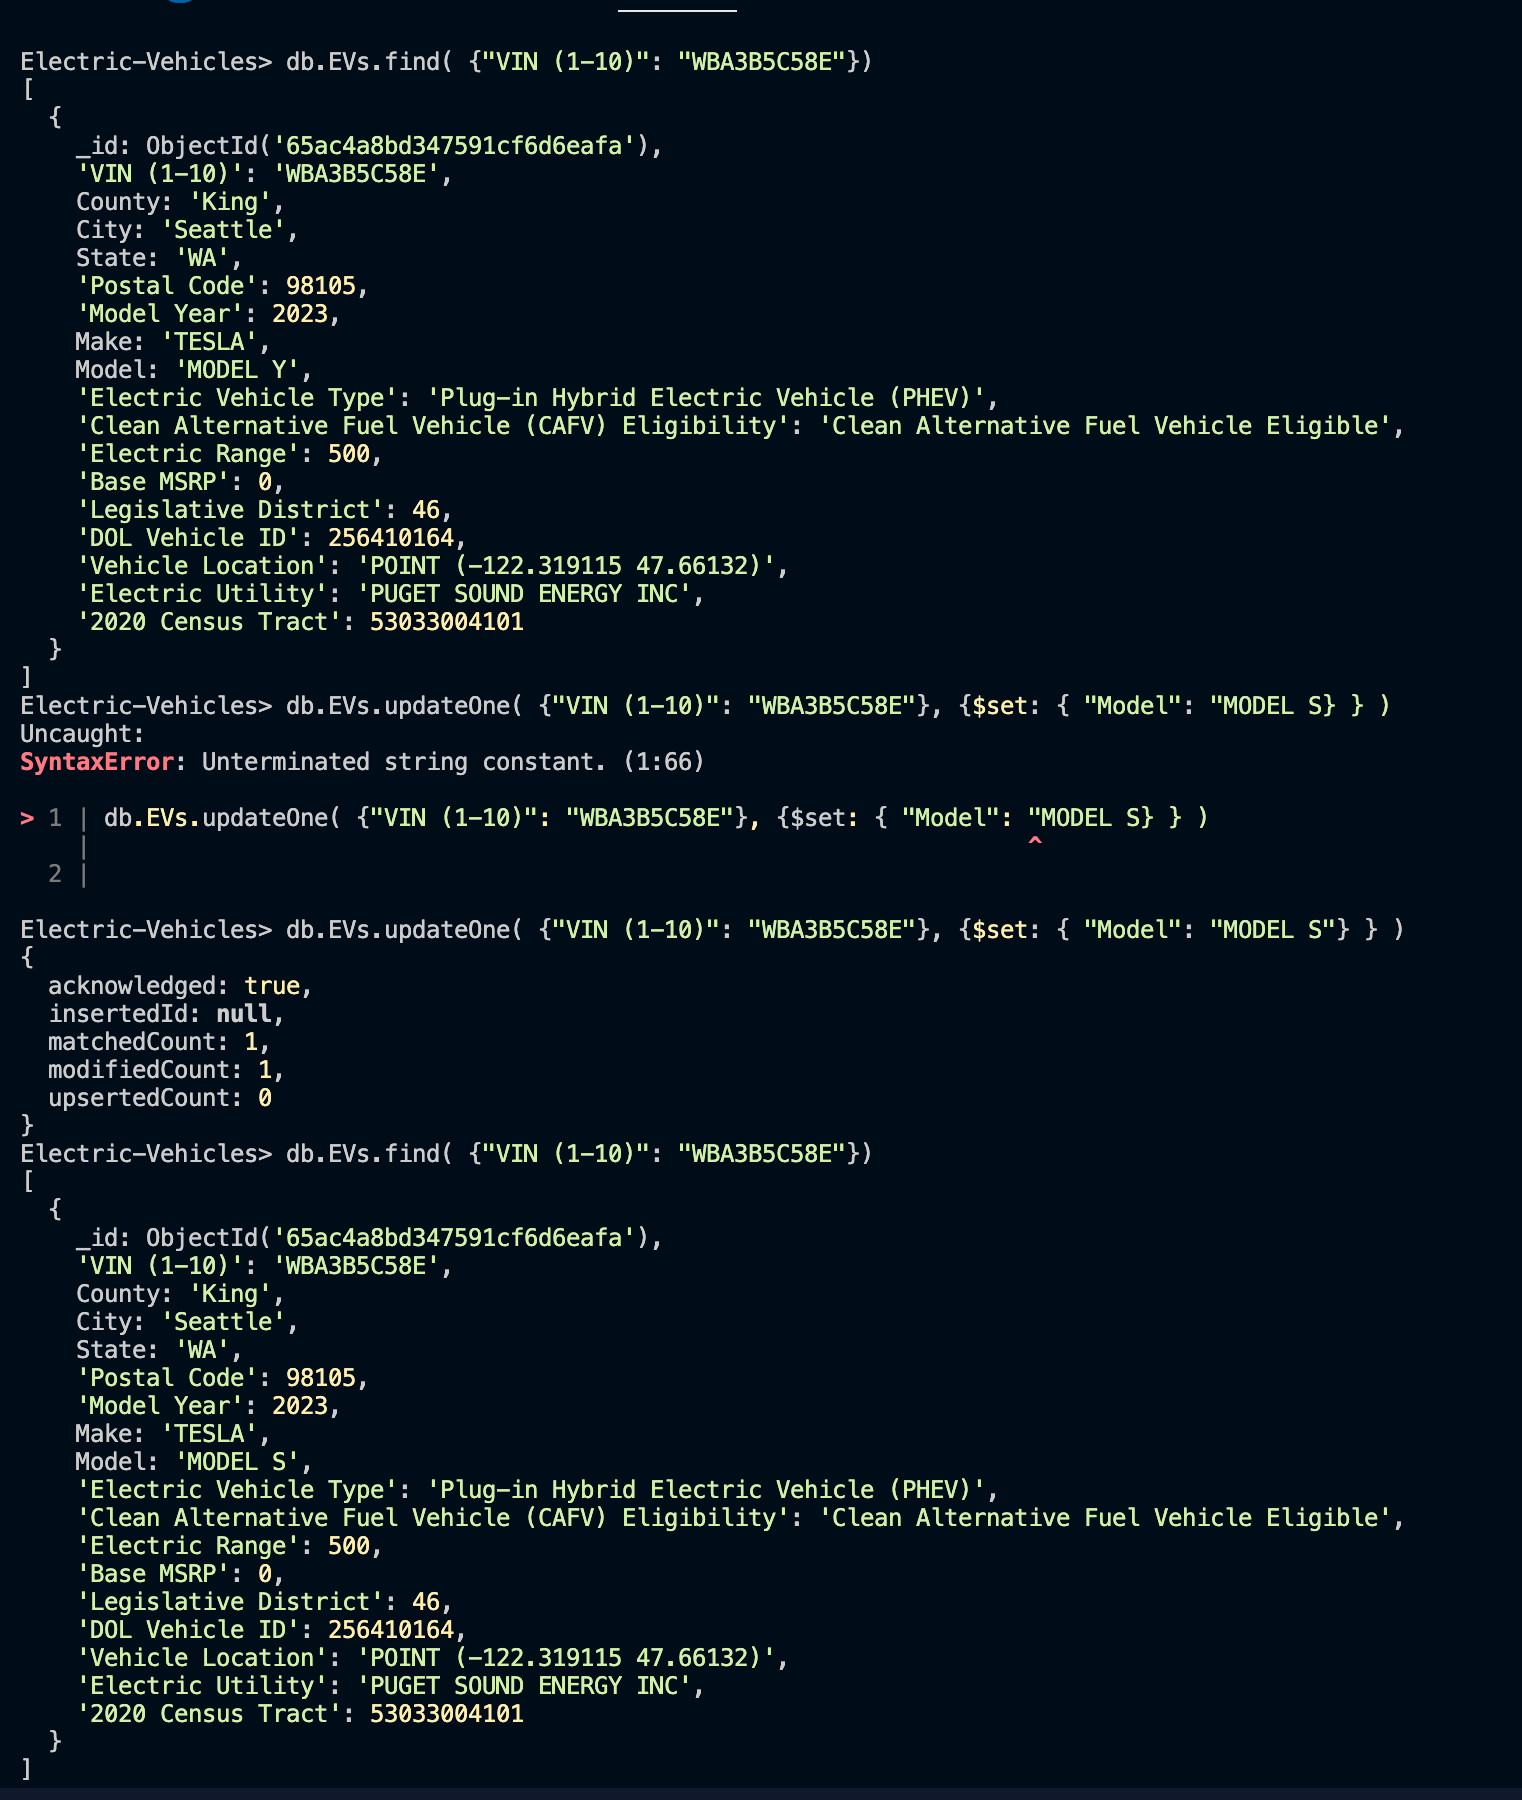 Electric-Vehicles> db.EVs.find( {"VIN (1-10)": "WBA3B5C58E"})
[
  {
    _id: ObjectId('65ac4a8bd347591cf6d6eafa'),
    'VIN (1-10)': 'WBA3B5C58E',
    County: 'King',
    City: 'Seattle',
    State: 'WA',
    'Postal Code': 98105,
    'Model Year': 2023,
    Make: 'TESLA',
    Model: 'MODEL Y',
    'Electric Vehicle Type': 'Plug-in Hybrid Electric Vehicle (PHEV)',
    'Clean Alternative Fuel Vehicle (CAFV) Eligibility': 'Clean Alternative Fuel Vehicle Eligible',
    'Electric Range': 500,
    'Base MSRP': 0,
    'Legislative District': 46,
    'DOL Vehicle ID': 256410164,
    'Vehicle Location': 'POINT (-122.319115 47.66132)',
    'Electric Utility': 'PUGET SOUND ENERGY INC',
    '2020 Census Tract': 53033004101
  }
]
Electric-Vehicles> db.EVs.updateOne( {"VIN (1-10)": "WBA3B5C58E"}, {$set: { "Model": "MODEL S} } )
Uncaught:
SyntaxError: Unterminated string constant. (1:66)

> 1 | db.EVs.updateOne( {"VIN (1-10)": "WBA3B5C58E"}, {$set: { "Model": "MODEL S} } )
    |                                                                   ^
  2 |

Electric-Vehicles> db.EVs.updateOne( {"VIN (1-10)": "WBA3B5C58E"}, {$set: { "Model": "MODEL S"} } )
{
  acknowledged: true,
  insertedId: null,
  matchedCount: 1,
  modifiedCount: 1,
  upsertedCount: 0
}
Electric-Vehicles> db.EVs.find( {"VIN (1-10)": "WBA3B5C58E"})
[
  {
    _id: ObjectId('65ac4a8bd347591cf6d6eafa'),
    'VIN (1-10)': 'WBA3B5C58E',
    County: 'King',
    City: 'Seattle',
    State: 'WA',
    'Postal Code': 98105,
    'Model Year': 2023,
    Make: 'TESLA',
    Model: 'MODEL S',
    'Electric Vehicle Type': 'Plug-in Hybrid Electric Vehicle (PHEV)',
    'Clean Alternative Fuel Vehicle (CAFV) Eligibility': 'Clean Alternative Fuel Vehicle Eligible',
    'Electric Range': 500,
    'Base MSRP': 0,
    'Legislative District': 46,
    'DOL Vehicle ID': 256410164,
    'Vehicle Location': 'POINT (-122.319115 47.66132)',
    'Electric Utility': 'PUGET SOUND ENERGY INC',
    '2020 Census Tract': 53033004101
  }
]